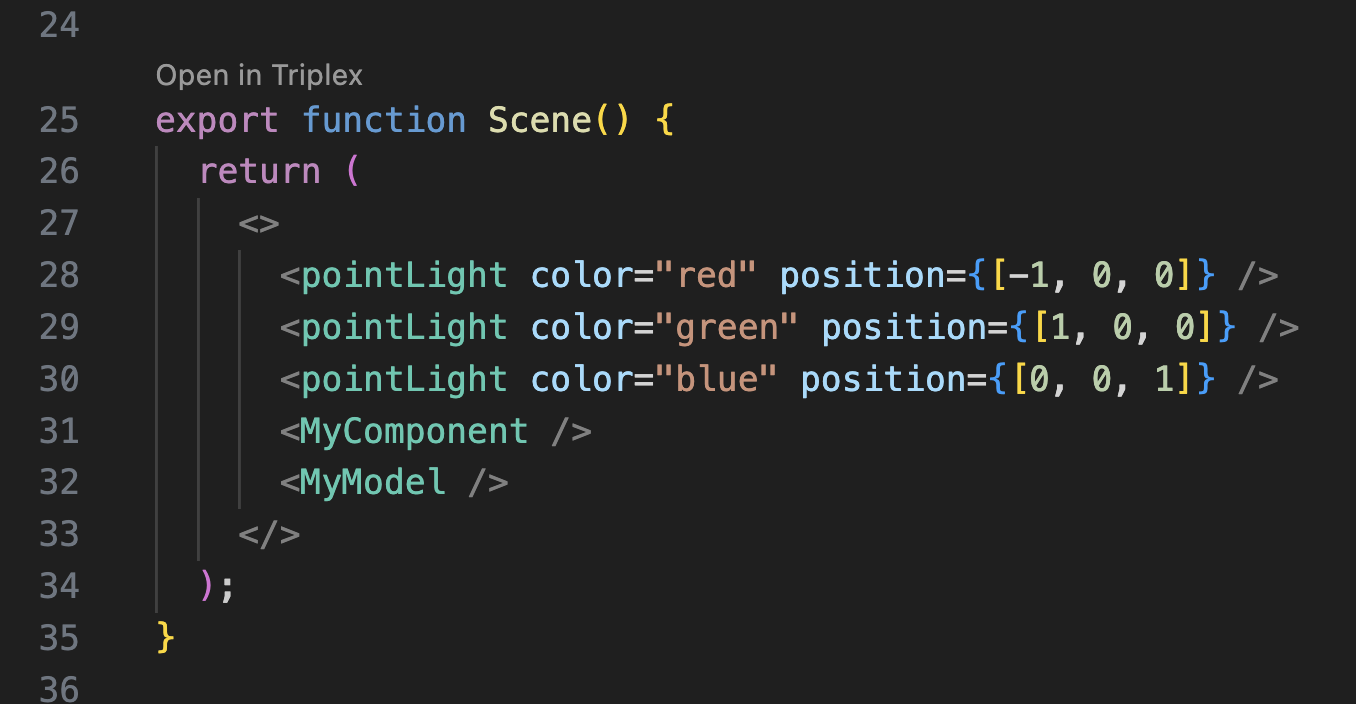 24
Open in Triplex
25 export function Scene() {
26 return (
27 <>
28 <pointLight color="red" position={[-1, 0, 0]} />
29 <pointLight color="green" position={[1, 0, 0]} />
30 <pointLight color="blue" position={[0, 0, 1]} />
31 <MyComponent />
32 <MyModel />
33 </>
34 );
35 }
36